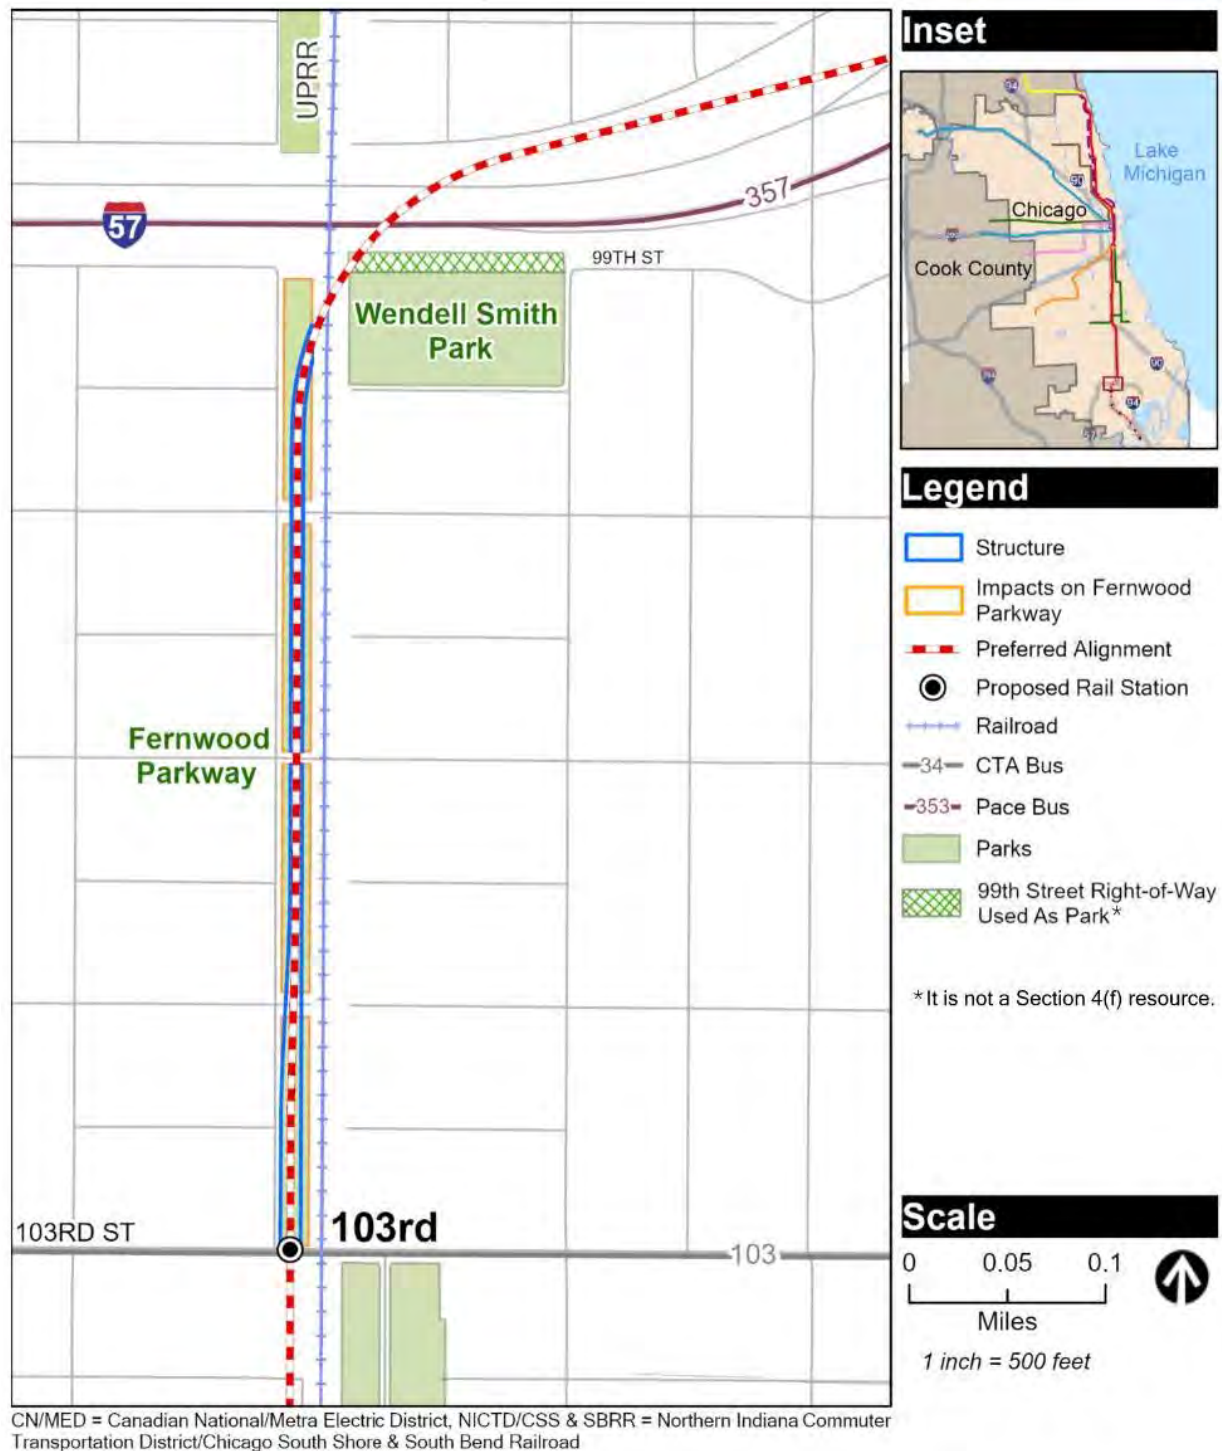 UPRR
57
357
99TH ST
Wendell Smith
Park
Fernwood
Parkway
103RD ST
103rd
103
CN/MED = Canadian National/Metra Electric District, NICTD/CSS & SBRR = Northern Indiana Commuter
Transportation District/Chicago South Shore & South Bend Railroad
Inset
94
Lake
Michigan
90
Chicago
Cook County
90
94
Legend
Structure
Impacts on Fernwood
Parkway
Preferred Alignment
Proposed Rail Station
Railroad
34 CTA Bus
353 Pace Bus
Parks
99th Street Right-of-Way
Used As Park*
*It is not a Section 4(f) resource.
Scale
0 0.05 0.1
Miles
1 inch = 500 feet